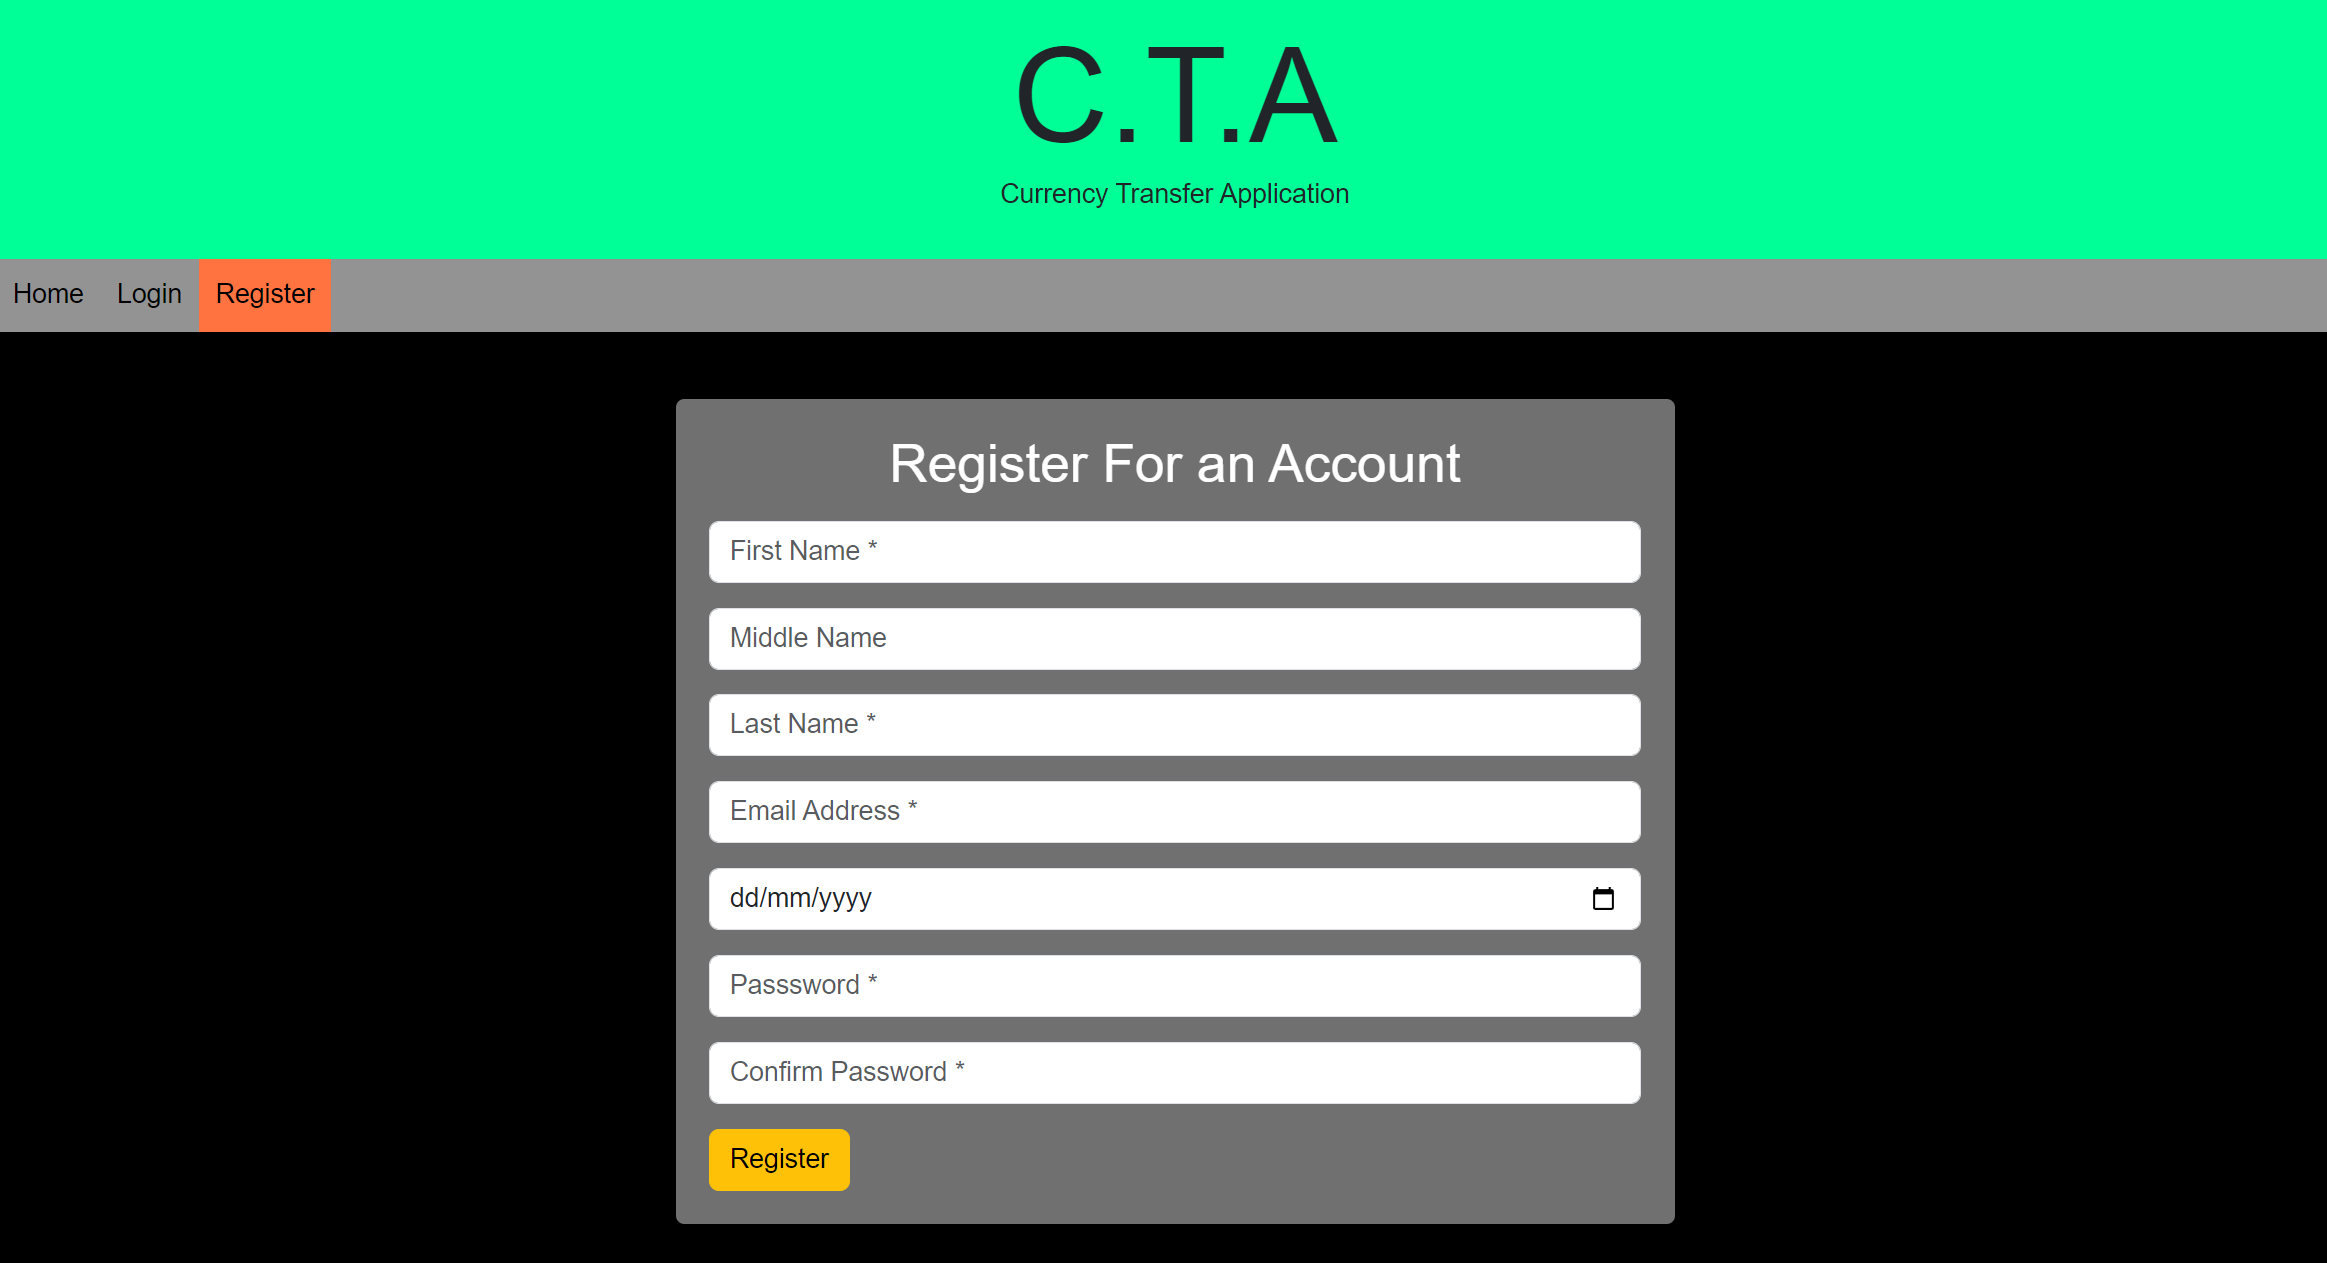 C.T.A
Currency Transfer Application
Home Login Register
Register For an Account
First Name *
Middle Name
Last Name *
Email Address *
dd/mm/yyyy
Passsword *
Confirm Password *
Register